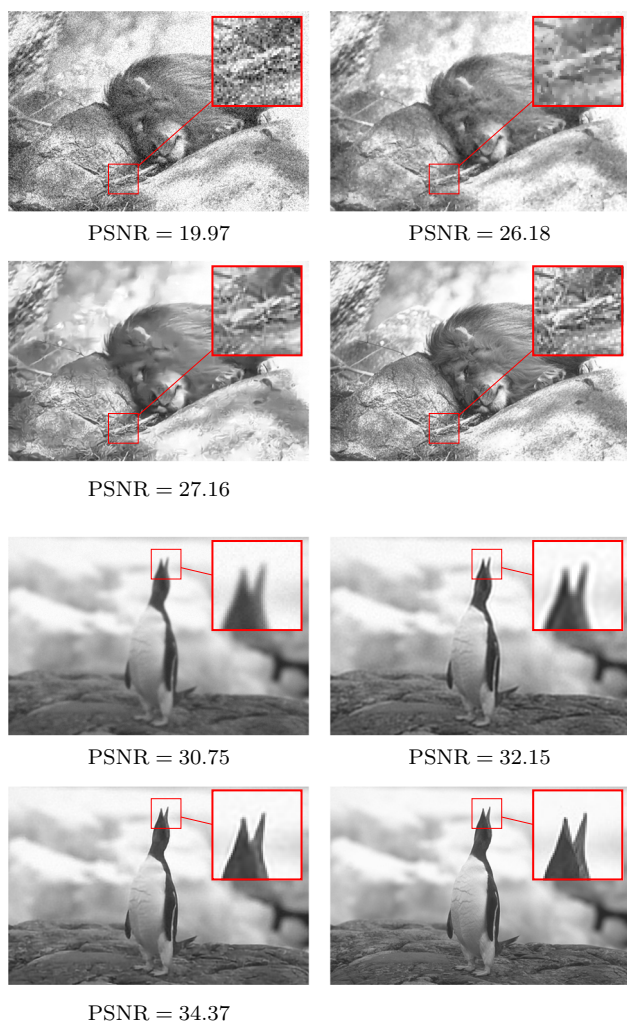 PSNR = 19.97
PSNR = 26.18
PSNR = 27.16
PSNR = 30.75
PSNR = 32.15
PSNR = 34.37